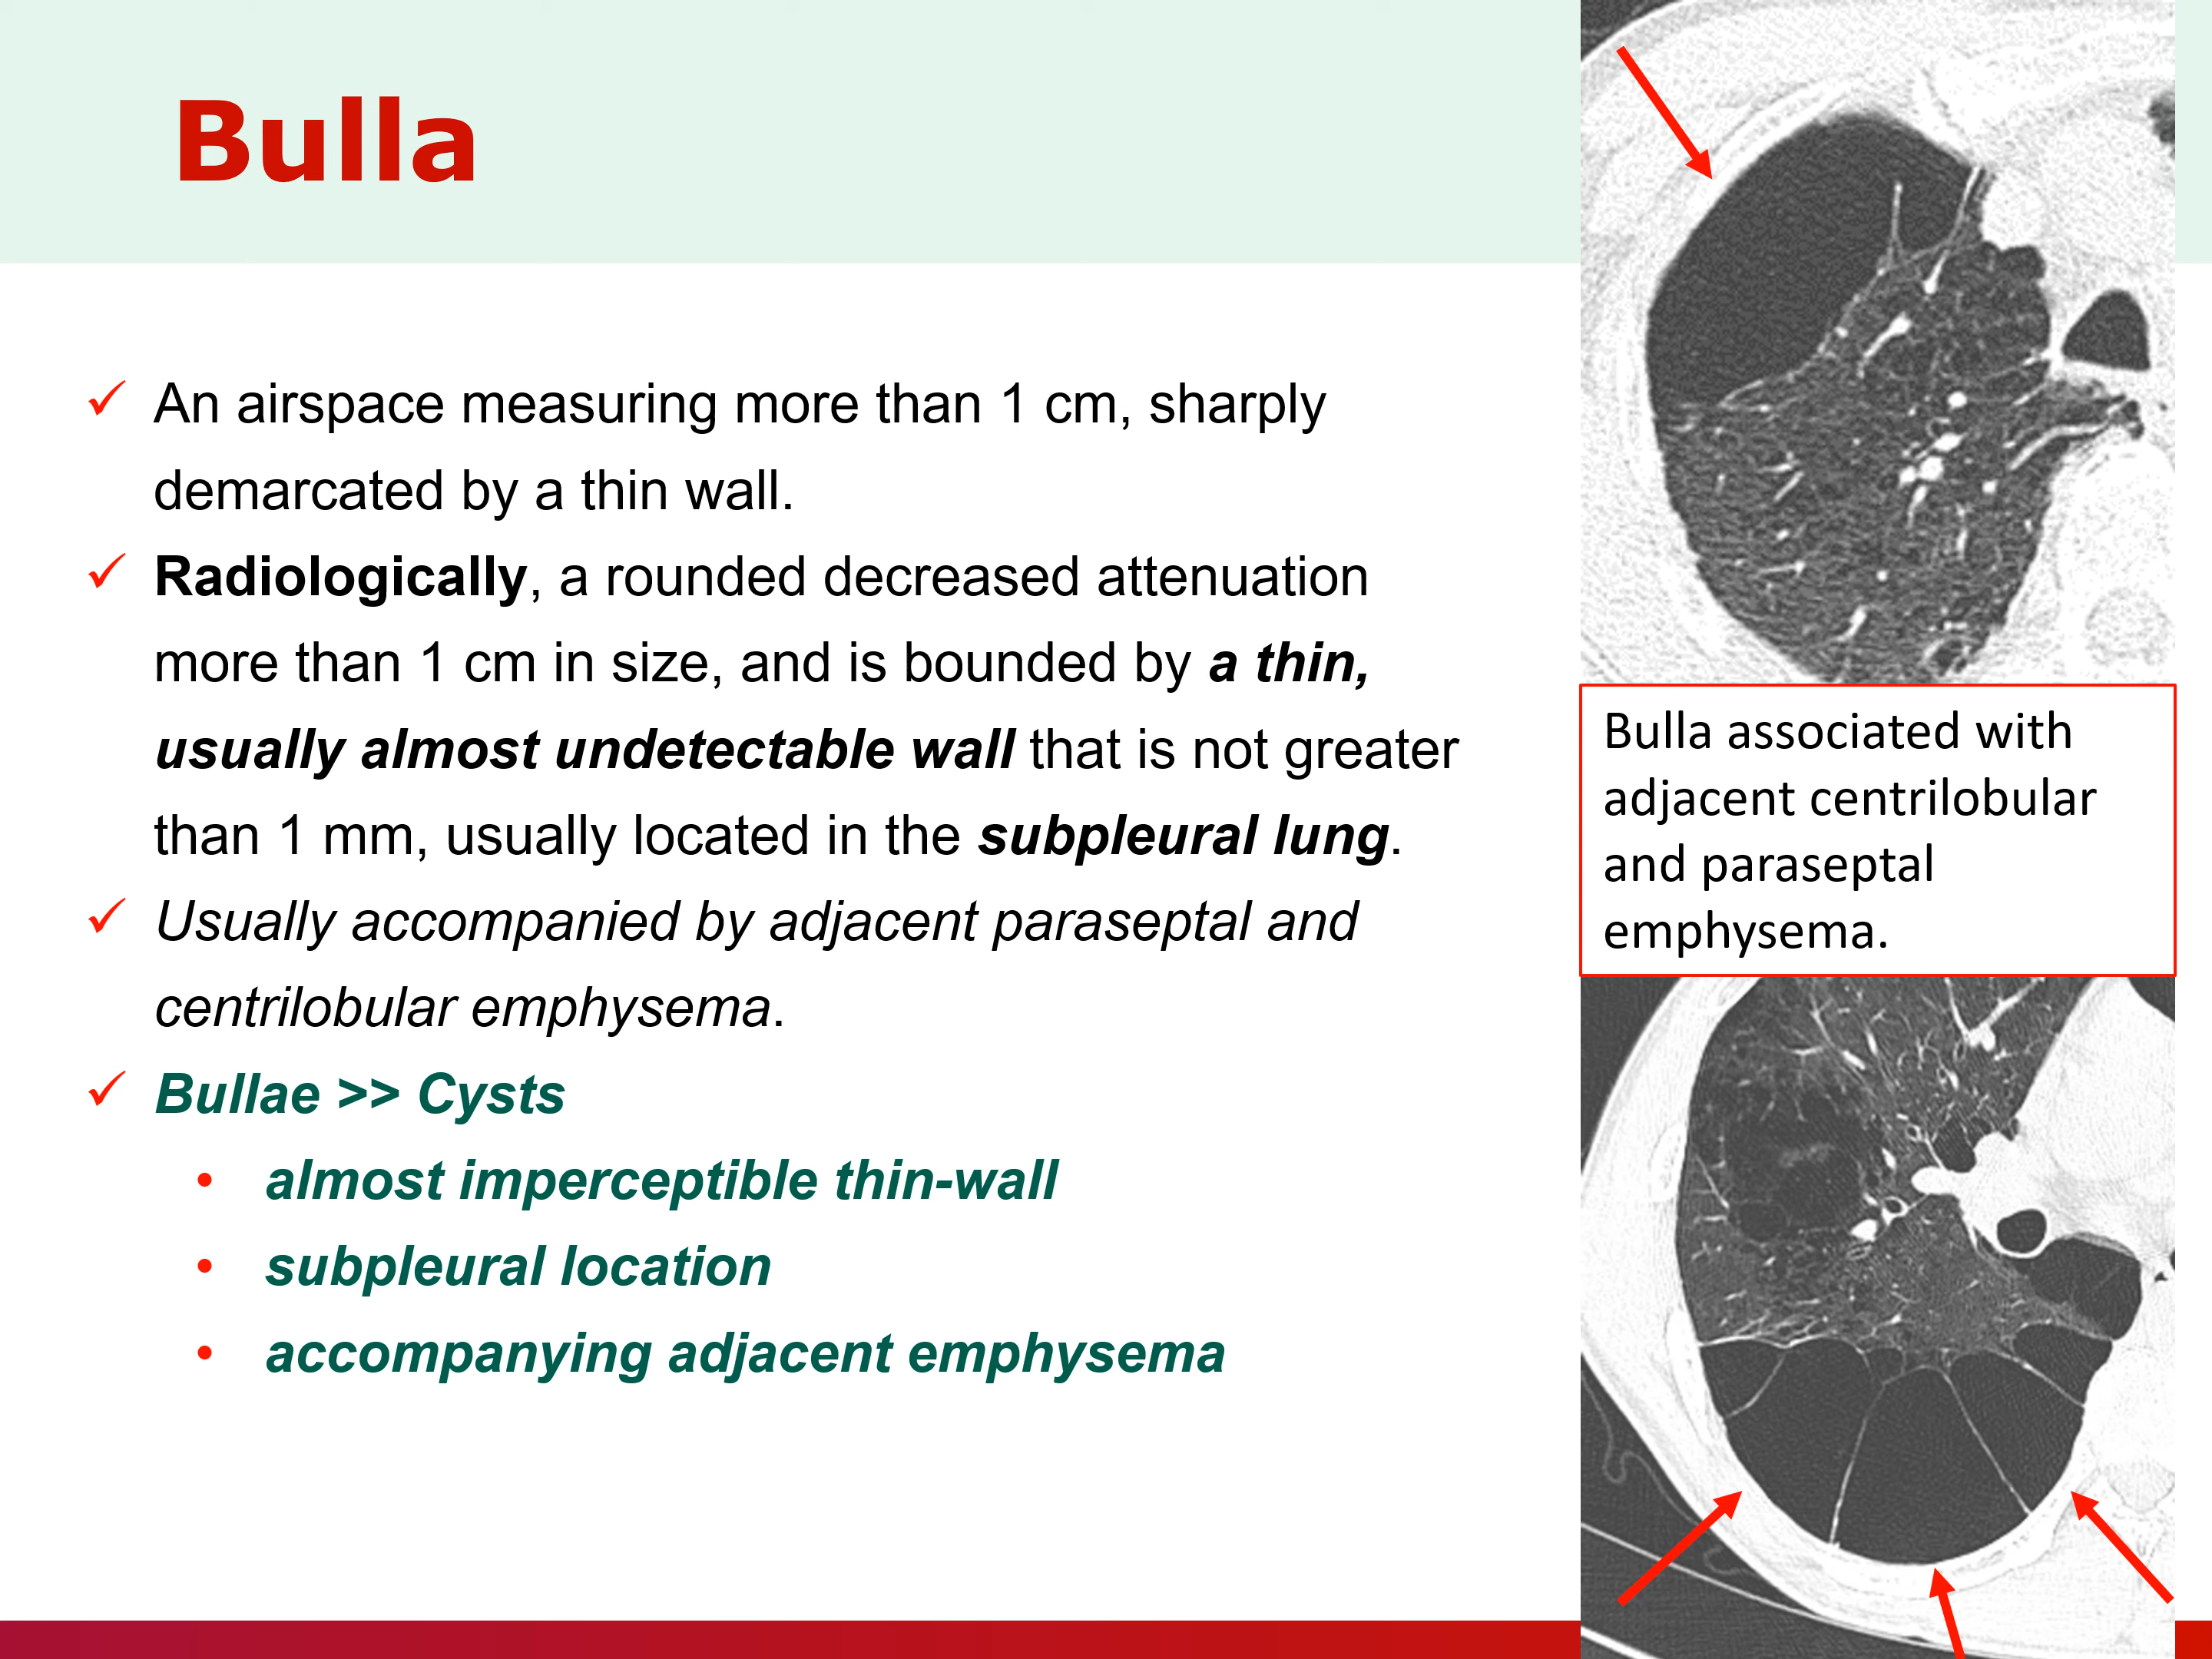 Bulla
✓ An airspace measuring more than 1 cm, sharply
demarcated by a thin wall.
✓ Radiologically, a rounded decreased attenuation
more than 1 cm in size, and is bounded by a thin,
usually almost undetectable wall that is not greater
than 1 mm, usually located in the subpleural lung.
✓ Usually accompanied by adjacent paraseptal and
centrilobular emphysema.
✓ Bullae >> Cysts
• almost imperceptible thin-wall
• subpleural location
• accompanying adjacent emphysema
Bulla associated with
adjacent centrilobular
and paraseptal
emphysema.